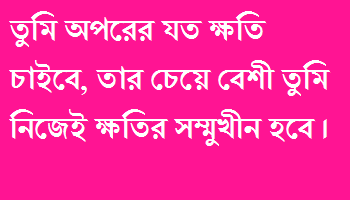 তুমি অপরের যত ক্ষতি
চাইবে, তার চেয়ে বেশী তুমি
নিজেই ক্ষতির সম্মুখীন হবে।